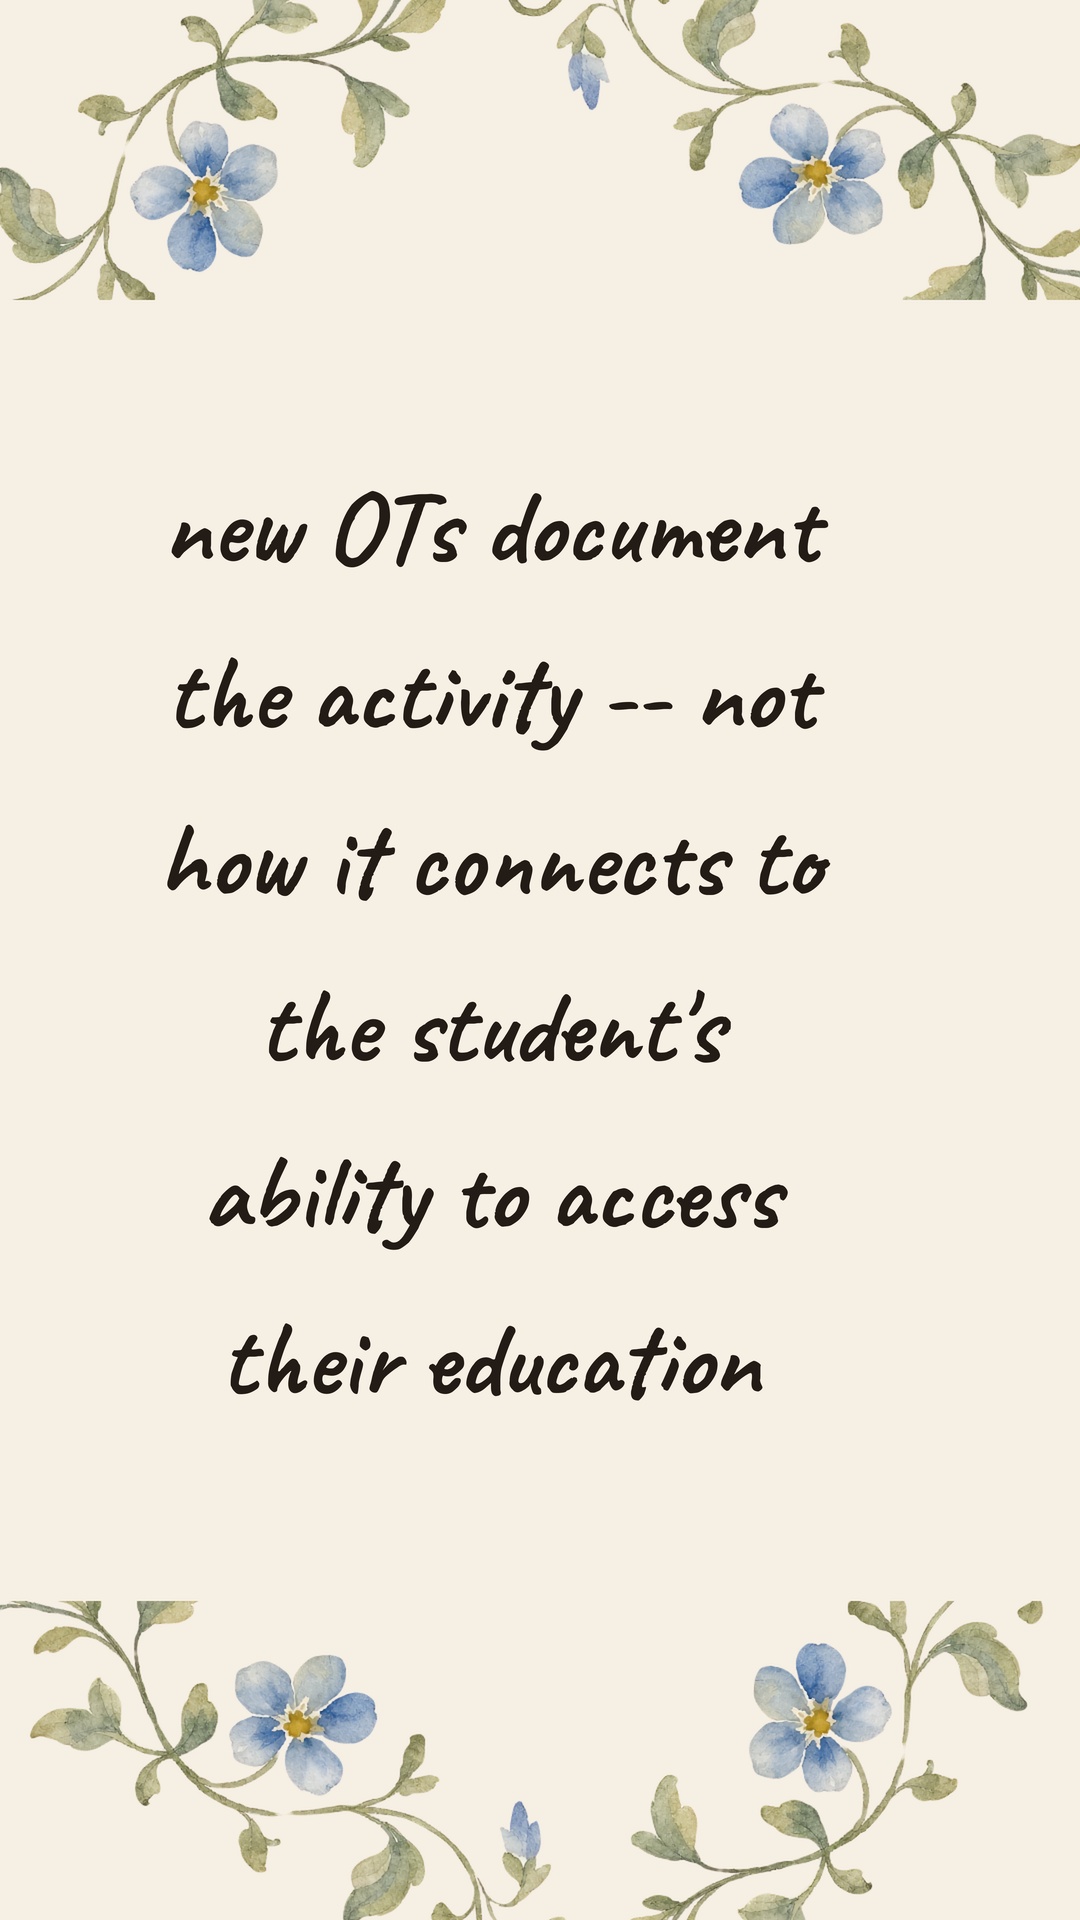 new OTs document
the activity -- not
how it connects to
the student's
ability to access
their education